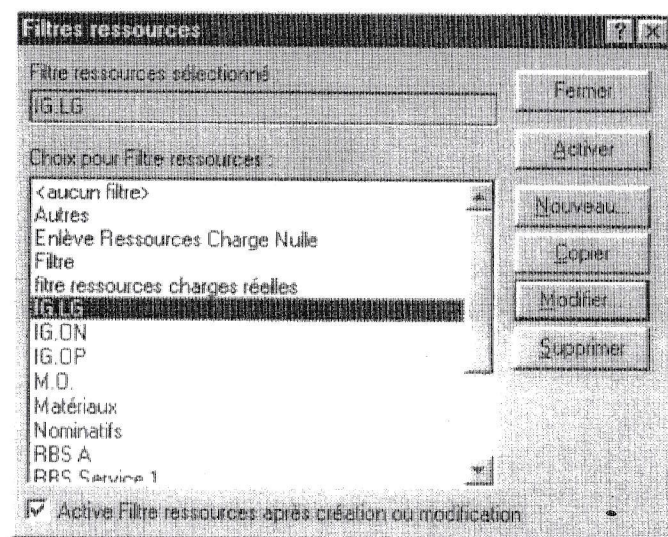 Filtres ressources
Filtre ressources sélectionné
IG.LG
Choix pour Filtre ressources :
<aucun filtre>
Autres
Enlève Ressources Charge Nulle
Filtre
fitre ressources charges réelles
IG.LG
IG.ON
IG.OP
M.O.
Matériaux
Nominatifs
RBS A
RBS Service 1
Active Filtre ressources après création ou modification
Fermer
Activer
Nouveau...
Copier
Modifier...
Supprimer